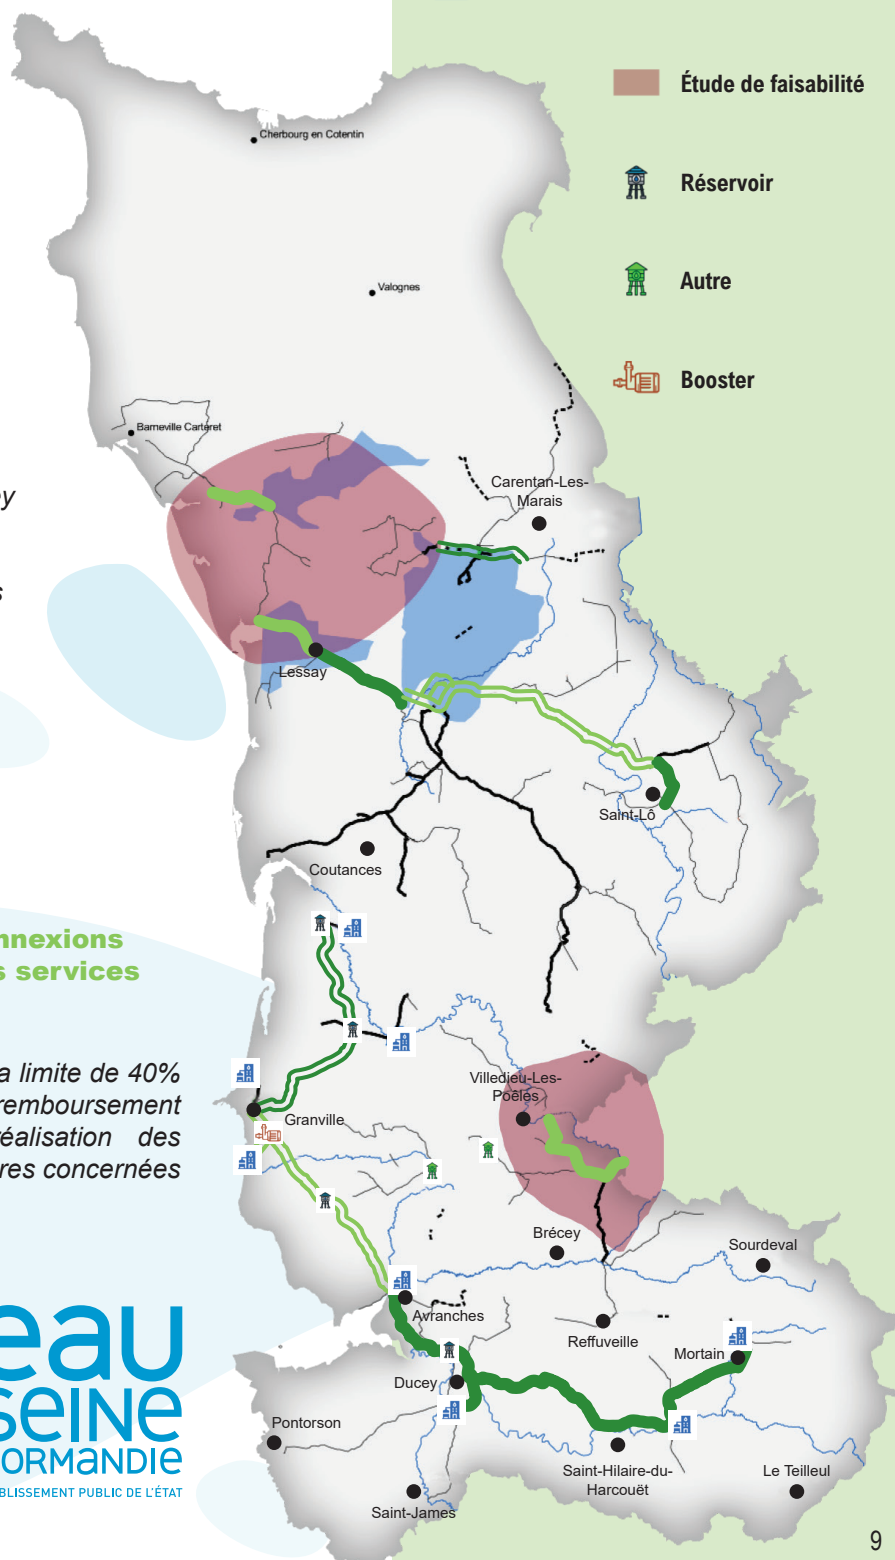 Étude de faisabilité
Réservoir
Autre
Booster
Cherbourg en Cotentin
Valognes
Barneville Carteret
Carentan-Les-
Marais
Lessay
Saint-Lô
Coutances
Villedieu-Les-
Poêles
Granville
Brécey
Sourdeval
Avranches
Reffuveille
Mortain
Ducey
Pontorson
Saint-Hilaire-du-
Harcouët
Le Teilleul
Saint-James
y
s
nnexions
s services
a limite de 40%
remboursement
éalisation des
res concernées
eau
seine
ormandie
BLISSEMENT PUBLIC DE L'ÉTAT
9